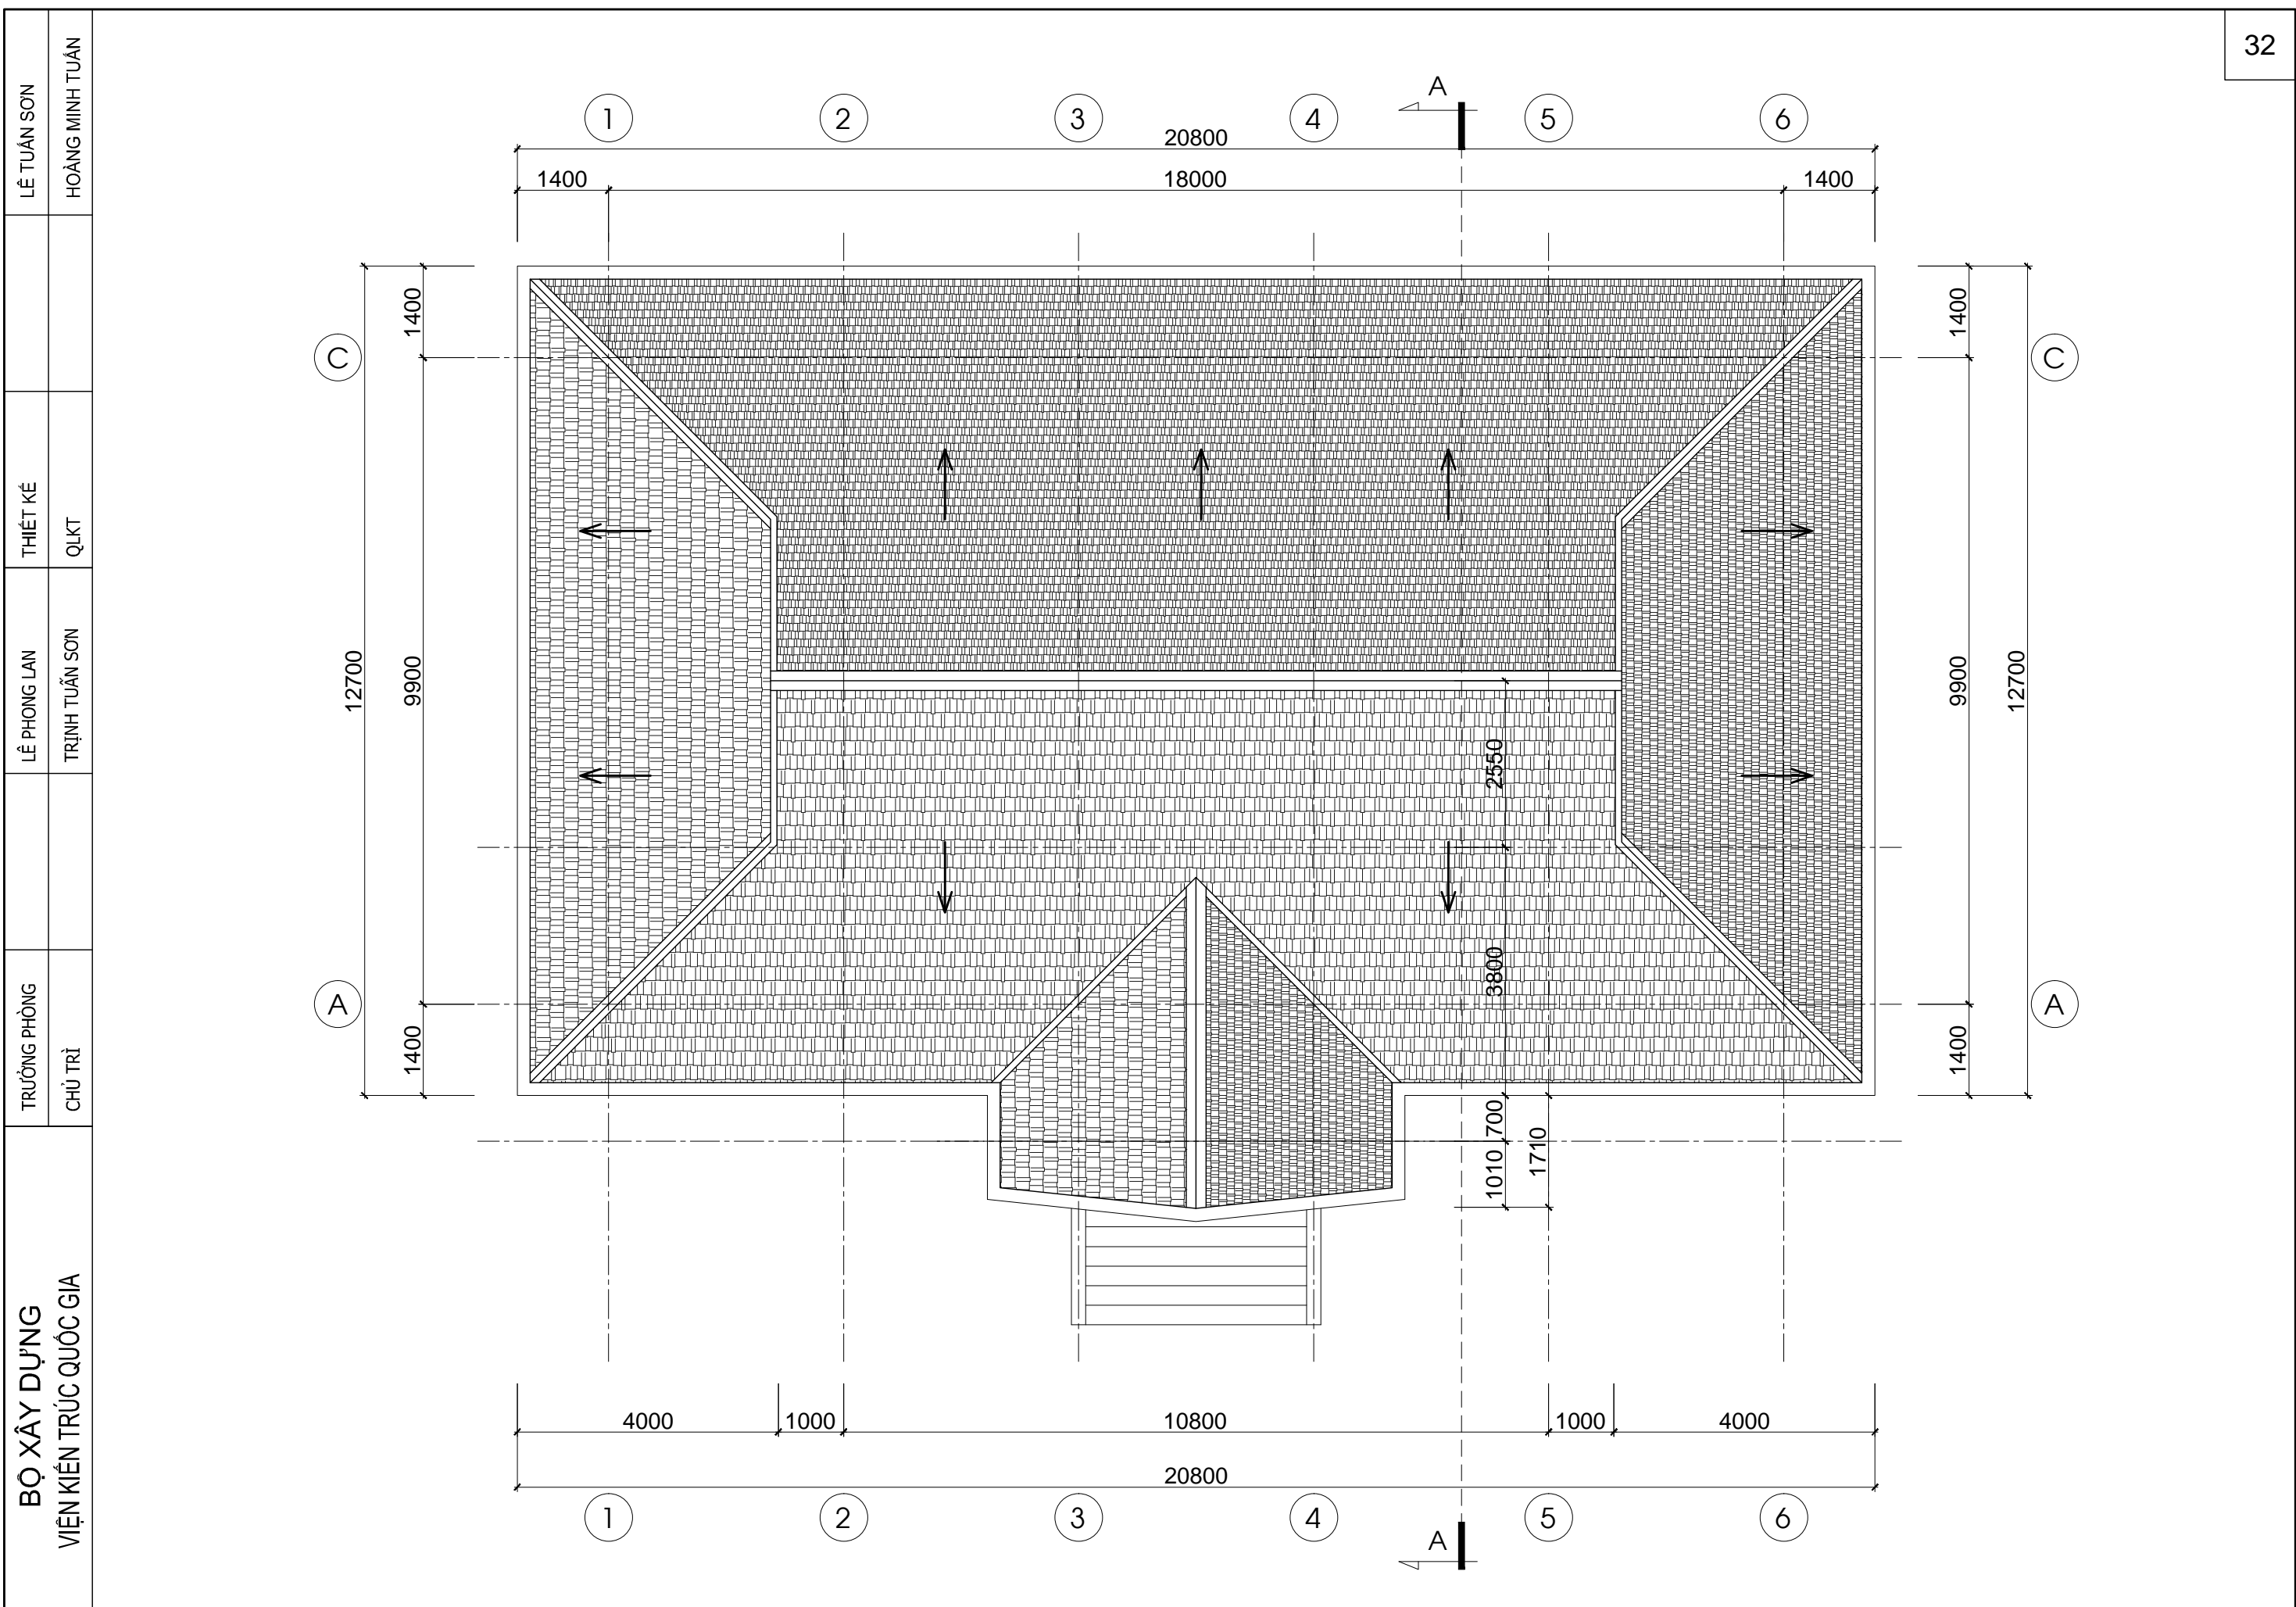 32
LÊ TUẤN SƠN
HOÀNG MINH TUẤN
THIẾT KẾ
QLKT
LÊ PHONG LAN
TRỊNH TUẤN SƠN
TRƯỞNG PHÒNG
CHỦ TRÌ
BỘ XÂY DỰNG
VIỆN KIẾN TRÚC QUỐC GIA
A
1 2 3 4 5 6
20800
1400 18000 1400
1400
9900
1400
12700
C
A
2550
3800
700
1010
1710
1400
9900
1400
12700
C
A
4000 1000 10800 1000 4000
20800
1 2 3 4 5 6
A